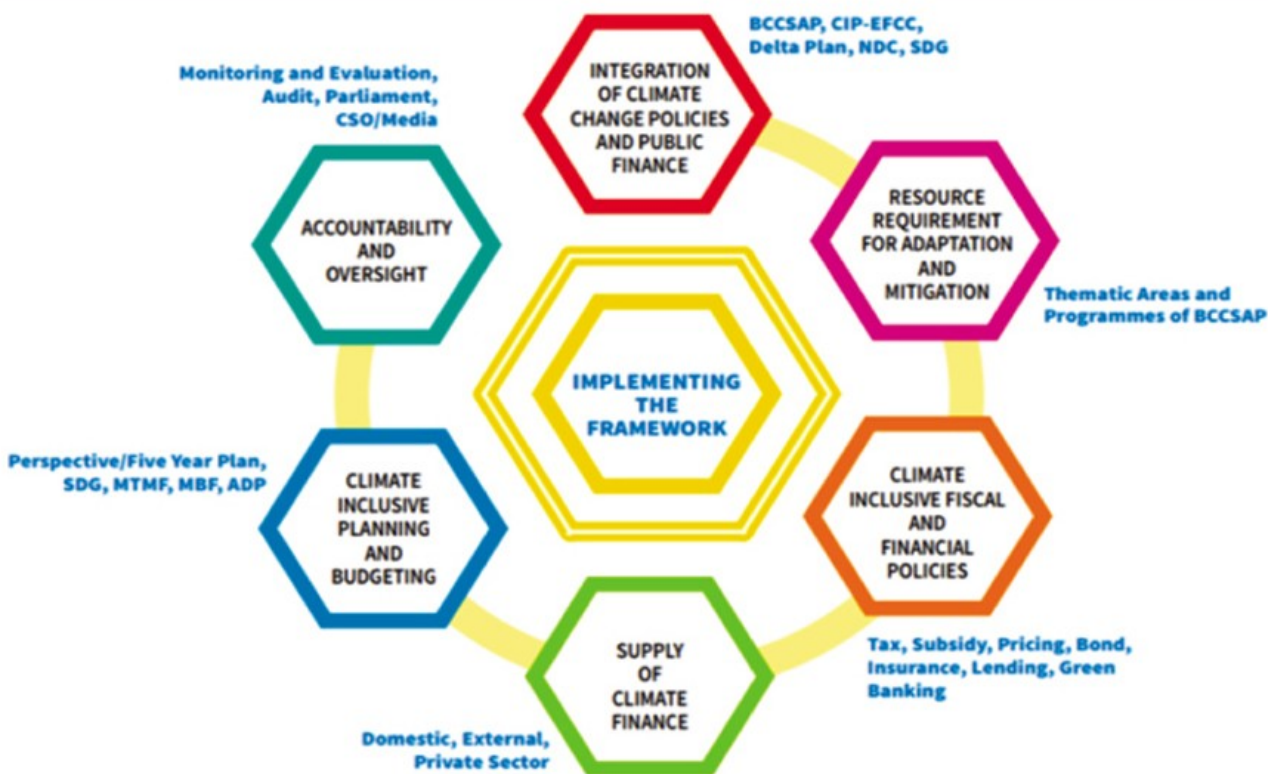 BCCSAP, CIP-EFCC,
Delta Plan, NDC, SDG
INTEGRATION
OF CLIMATE
CHANGE POLICIES
AND PUBLIC
FINANCE
RESOURCE
REQUIREMENT
FOR ADAPTATION
AND
MITIGATION
Thematic Areas and
Programmes of BCCSAP
CLIMATE
INCLUSIVE FISCAL
AND
FINANCIAL
POLICIES
Tax, Subsidy, Pricing, Bond,
Insurance, Lending, Green
Banking
SUPPLY
OF
CLIMATE
FINANCE
Domestic, External,
Private Sector
CLIMATE
INCLUSIVE
PLANNING
AND
BUDGETING
Perspective/Five Year Plan,
SDG, MTMF, MBF, ADP
ACCOUNTABILITY
AND
OVERSIGHT
Monitoring and Evaluation,
Audit, Parliament,
CSO/Media
IMPLEMENTING
THE
FRAMEWORK